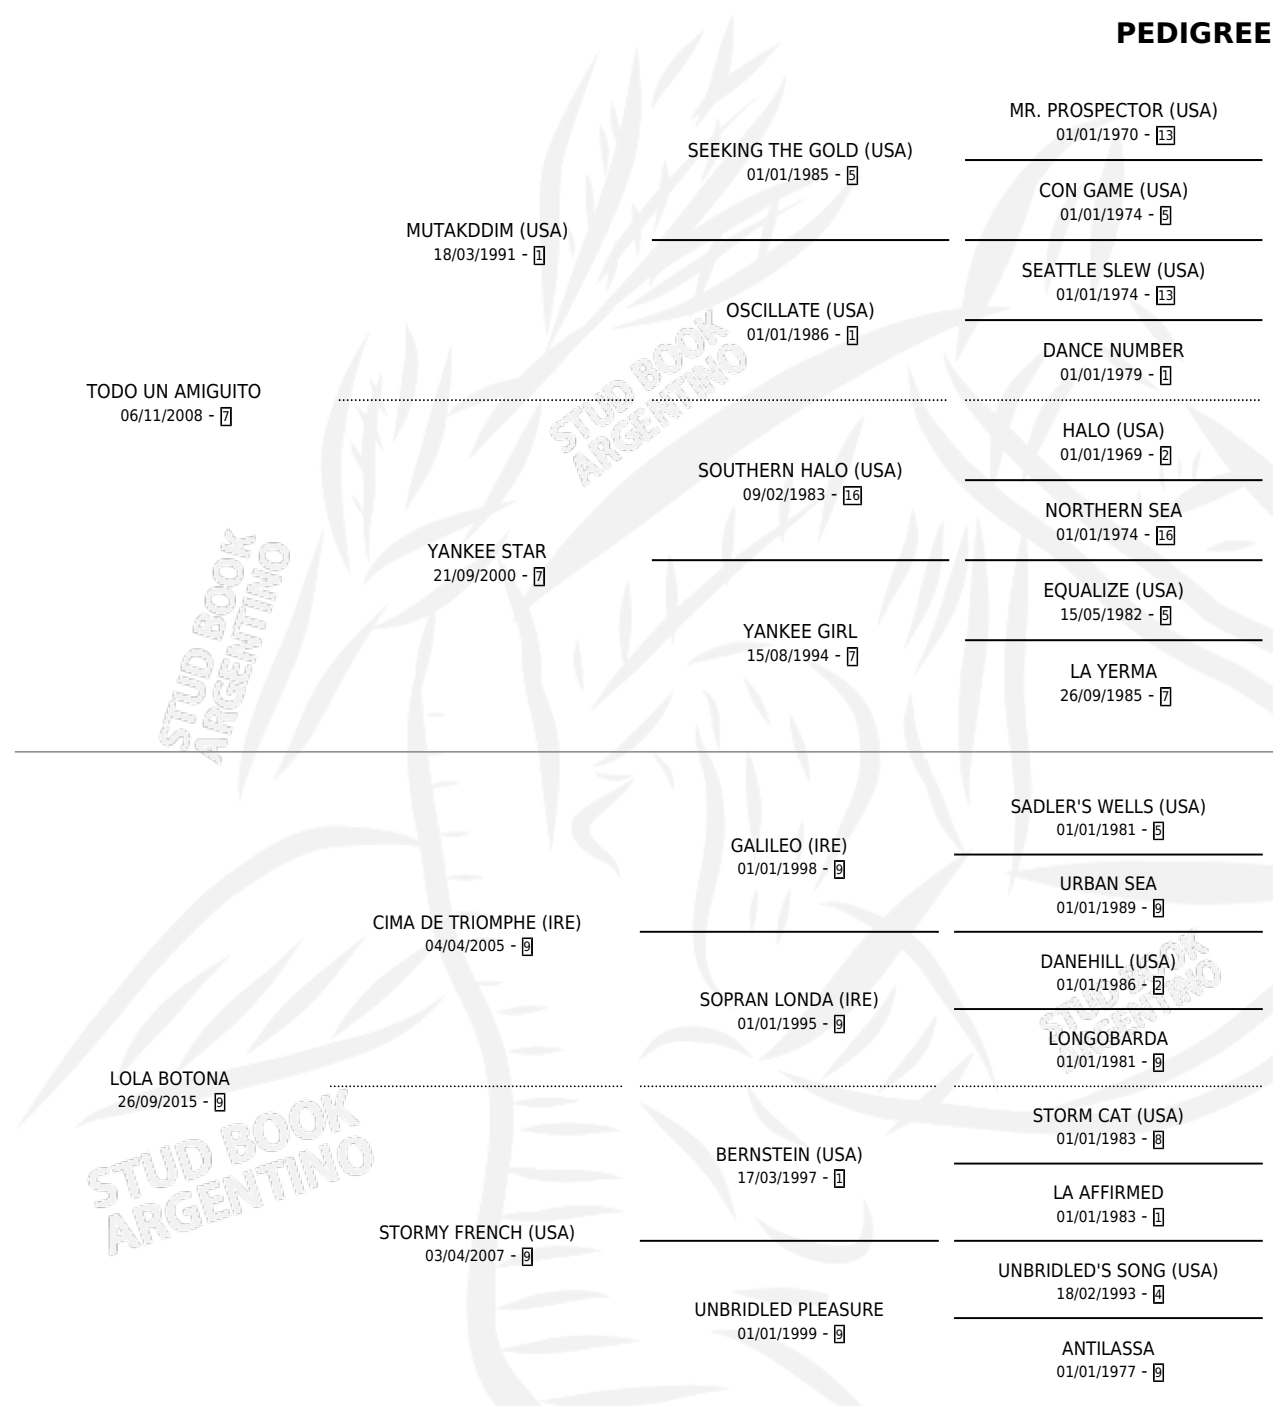 PEDIGREE
MR. PROSPECTOR (USA)
01/01/1970 - 13
SEEKING THE GOLD (USA)
01/01/1985 - 5
CON GAME (USA)
01/01/1974 - 5
MUTAKDDIM (USA)
18/03/1991 - 1
SEATTLE SLEW (USA)
01/01/1974 - 13
OSCILLATE (USA)
01/01/1986 - 1
DANCE NUMBER
01/01/1979 - 1
TODO UN AMIGUITO
06/11/2008 - 7
HALO (USA)
01/01/1969 - 2
SOUTHERN HALO (USA)
09/02/1983 - 16
NORTHERN SEA
01/01/1974 - 16
YANKEE STAR
21/09/2000 - 7
EQUALIZE (USA)
15/05/1982 - 5
YANKEE GIRL
15/08/1994 - 7
LA YERMA
26/09/1985 - 7
SADLER'S WELLS (USA)
01/01/1981 - 5
GALILEO (IRE)
01/01/1998 - 9
URBAN SEA
01/01/1989 - 9
CIMA DE TRIOMPHE (IRE)
04/04/2005 - 9
DANEHILL (USA)
01/01/1986 - 2
SOPRAN LONDA (IRE)
01/01/1995 - 9
LONGOBARDA
01/01/1981 - 9
LOLA BOTONA
26/09/2015 - 9
STORM CAT (USA)
01/01/1983 - 8
BERNSTEIN (USA)
17/03/1997 - 1
LA AFFIRMED
01/01/1983 - 1
STORMY FRENCH (USA)
03/04/2007 - 9
UNBRIDLED'S SONG (USA)
18/02/1993 - 4
UNBRIDLED PLEASURE
01/01/1999 - 9
ANTILASSA
01/01/1977 - 9
STUD BOOK
ARGENTINO
STUD BOOK
ARGENTINO
STUD BOOK
ARGENTINO
STUD BOOK
ARGENTINO